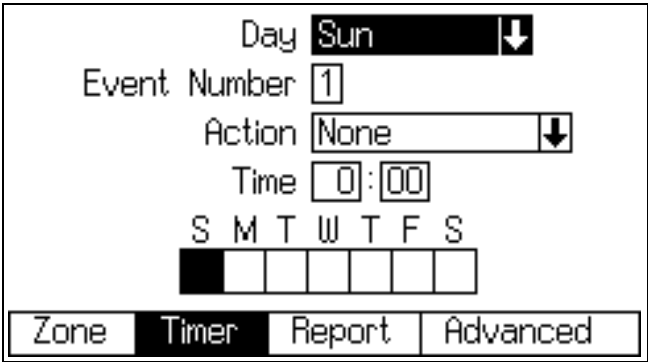 Day Sun
Event Number 1
Action None
Time 0:00
S M T W T F S
Zone Timer Report Advanced